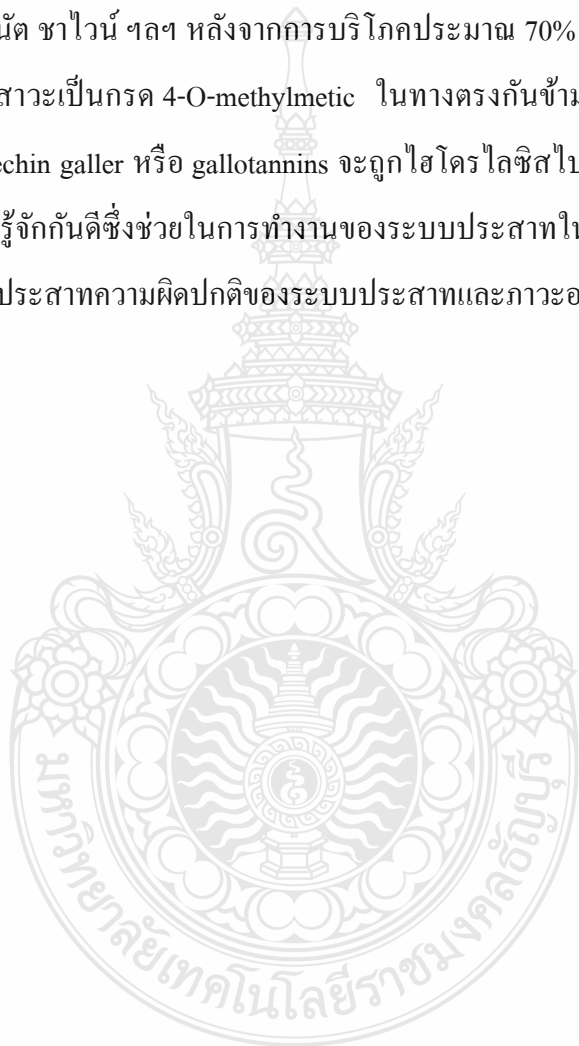 นัต ชาไวน์ ฯลฯ หลังจากการบริโภคประมาณ 70%
สาวะเป็นกรด 4-O-methylmetic ในทางตรงกันข้าม
echin galler หรือ gallotannins จะถูกไฮโดรไลซิสไป
รู้จักกันดีซึ่งช่วยในการทำงานของระบบประสาทใน
ประสาทความผิดปกติของระบบประสาทและภาวะอ
มหาวิทยาลัยเทคโนโลยีราชมงคลธัญบุรี